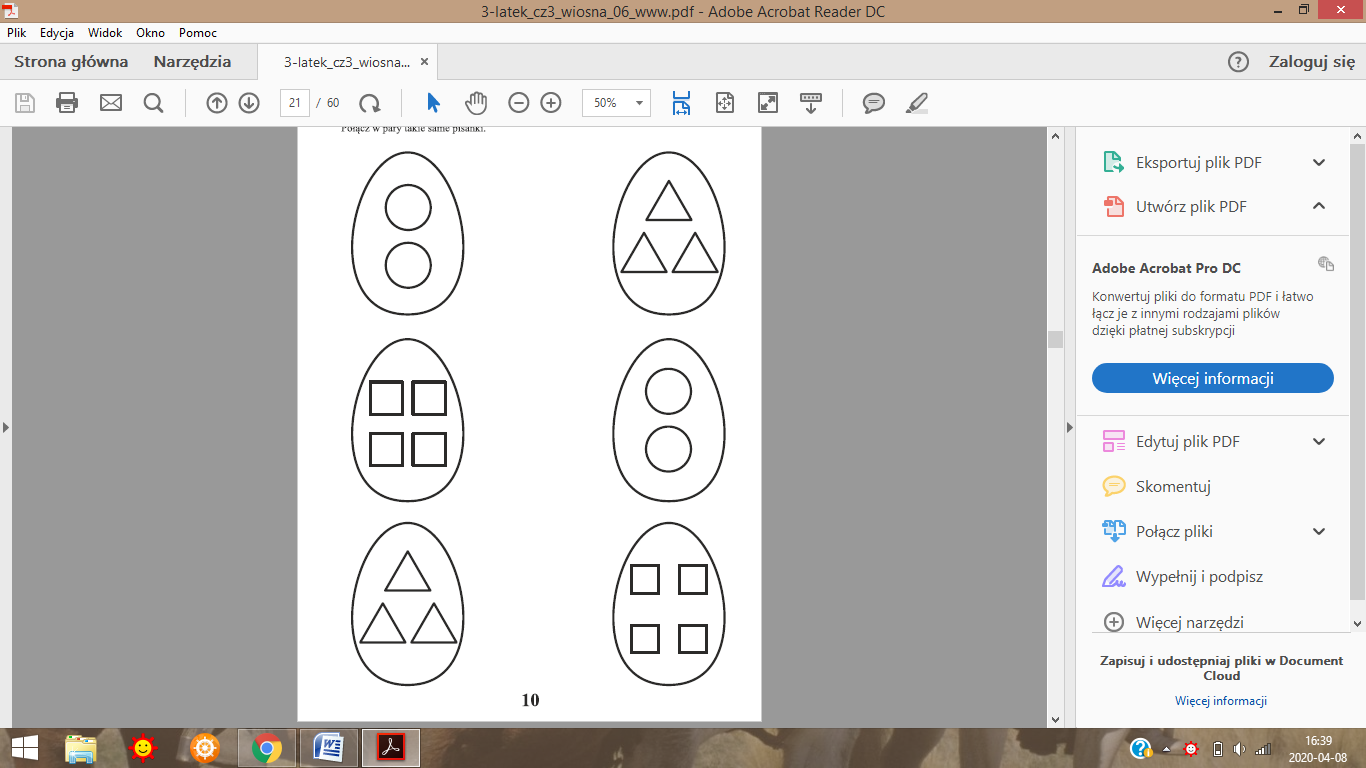 3-latek_cz3_wiosna_06_www.pdf - Adobe Acrobat Reader DC
Plik Edycja Widok Okno Pomoc
Strona główna Narzędzia 3-latek_cz3_wiosna... × Zaloguj się
21 / 60 50%
Połącz w pary takie same pisanki.
10
Eksportuj plik PDF
Utwórz plik PDF
Adobe Acrobat Pro DC
Konwertuj pliki do formatu PDF i łatwo
łącz je z innymi rodzajami plików
dzięki płatnej subskrypcji
Więcej informacji
Edytuj plik PDF
Skomentuj
Połącz pliki
Wypełnij i podpisz
Więcej narzędzi
Zapisuj i udostępniaj pliki w Document
Cloud
Więcej informacji
16:39
2020-04-08